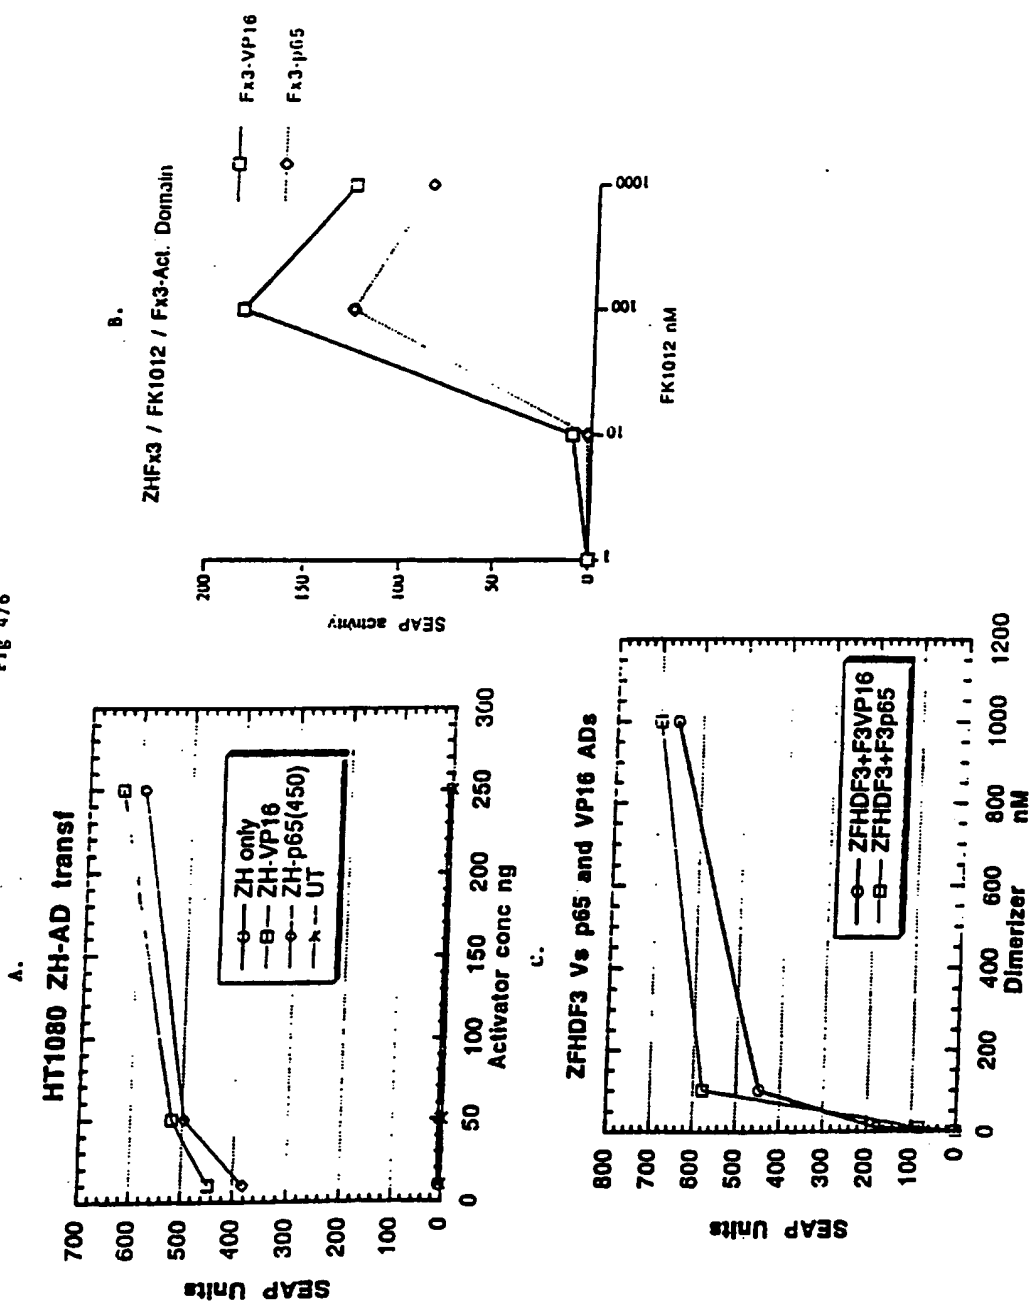 Fig 4/6
A.
HT1080 ZH-AD transf
SEAP Units
700
600
500
400
300
200
100
0
0 50 100 150 200 250 300
Activator conc ng
ZH only
ZH-VP16
ZH-p65(450)
UT
B.
ZHFx3 / FK1012 / Fx3-Act. Domain
Fx3-VP16
Fx3-p65
SEAP activity
200
150
100
50
0
1 10 100 1000
FK1012 nM
C.
ZFHDF3 Vs p65 and VP16 ADs
SEAP Units
800
700
600
500
400
300
200
100
0
0 200 400 600 800 1000 1200
Dimerizer nM
ZFHDF3+F3VP16
ZFHDF3+F3p65